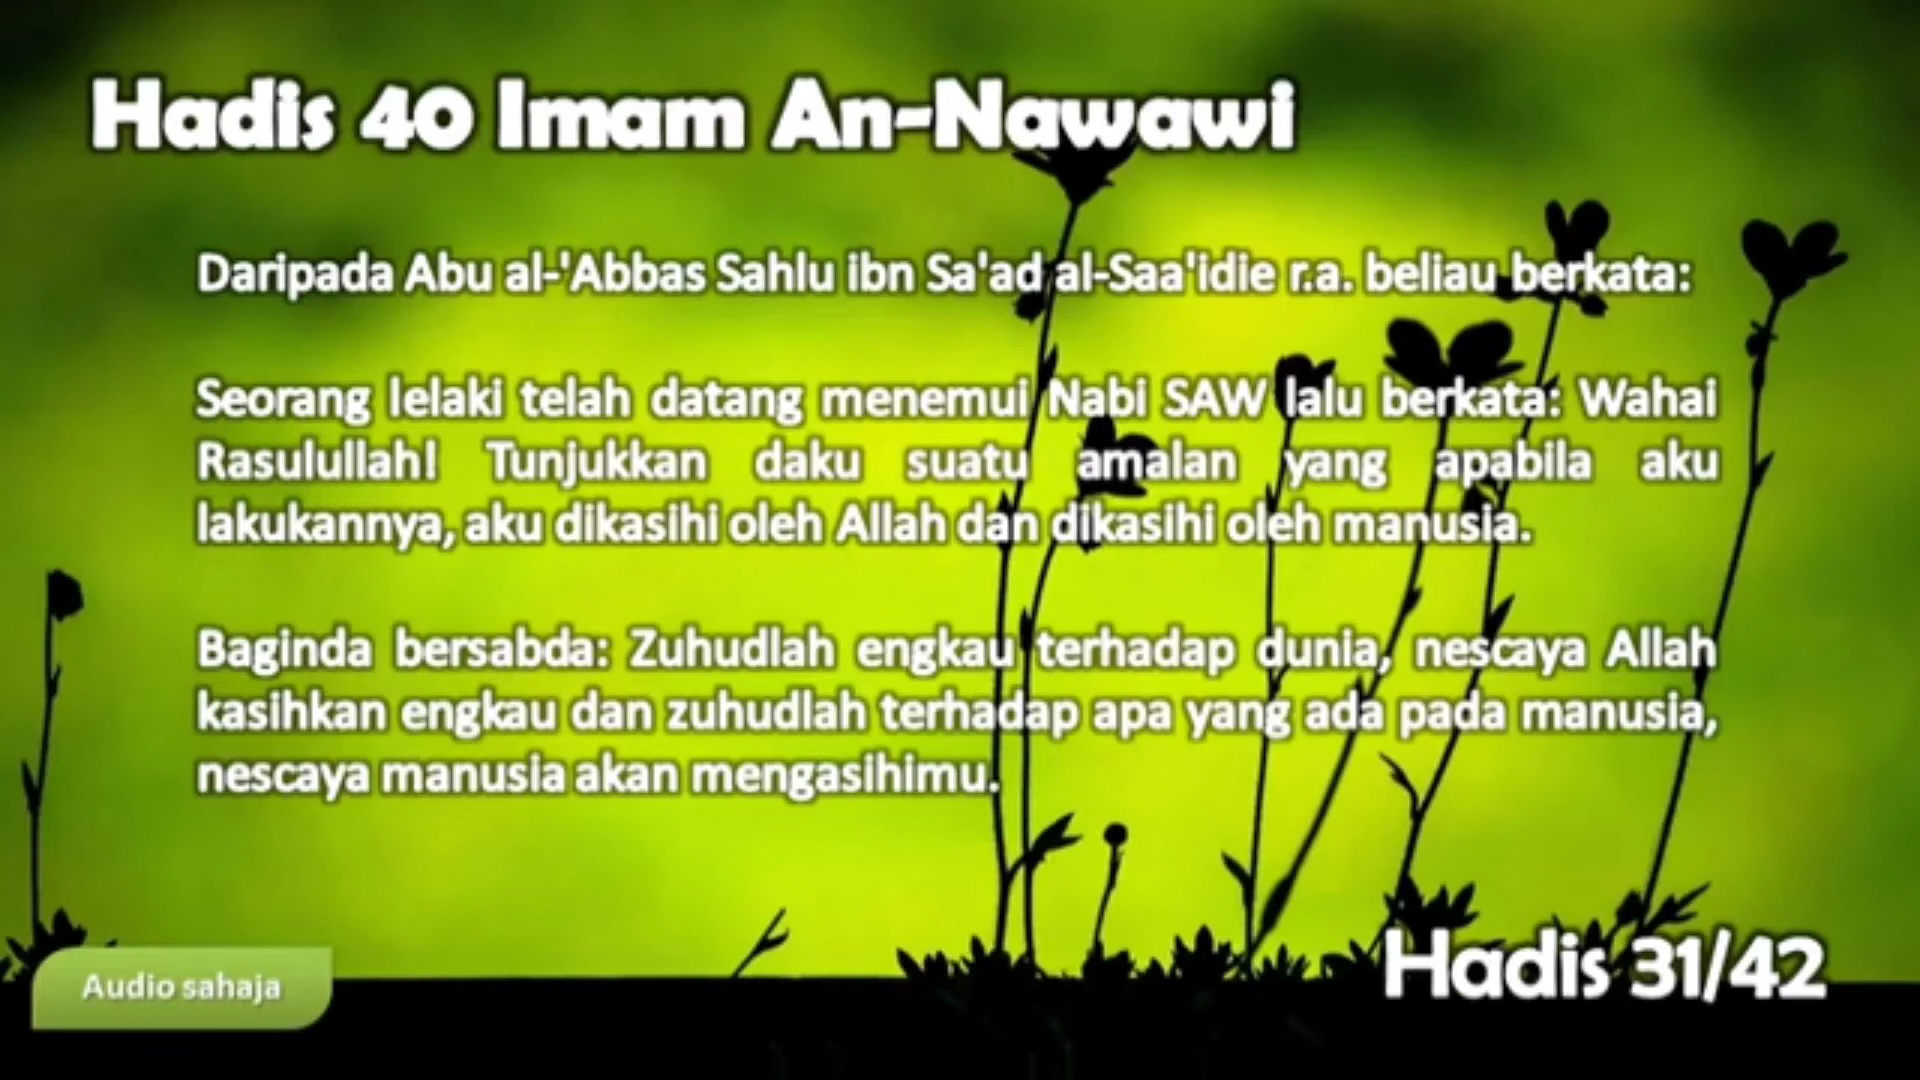 Hadis 40 Imam An-Nawawi
Daripada Abu al-'Abbas Sahlu ibn Sa'ad al-Saa'idie r.a. beliau berkata:
Seorang lelaki telah datang menemui Nabi SAW lalu berkata: Wahai
Rasulullah! Tunjukkan daku suatu amalan yang apabila aku
lakukannya, aku dikasihi oleh Allah dan dikasihi oleh manusia.
Baginda bersabda: Zuhudlah engkau terhadap dunia, nescaya Allah
kasihkan engkau dan zuhudlah terhadap apa yang ada pada manusia,
nescaya manusia akan mengasihimu.
Hadis 31/42
Audio sahaja